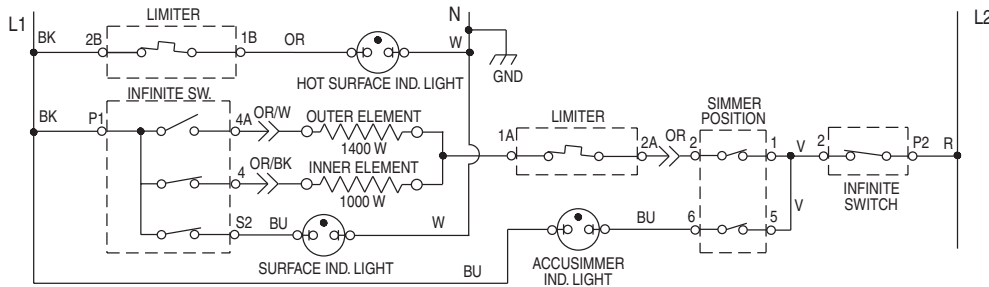 L1
LIMITER
N
L2
BK
2B
1B
OR
W
HOT SURFACE IND. LIGHT
GND
INFINITE SW.
BK
P1
4A
OR/W
OUTER ELEMENT
1400 W
OR/BK
4
INNER ELEMENT
1000 W
S2
BU
W
SURFACE IND. LIGHT
BU
1A
LIMITER
2A
OR
SIMMER
POSITION
2
1
V
2
P2
R
INFINITE
SWITCH
BU
6
5
V
ACCUSIMMER
IND. LIGHT